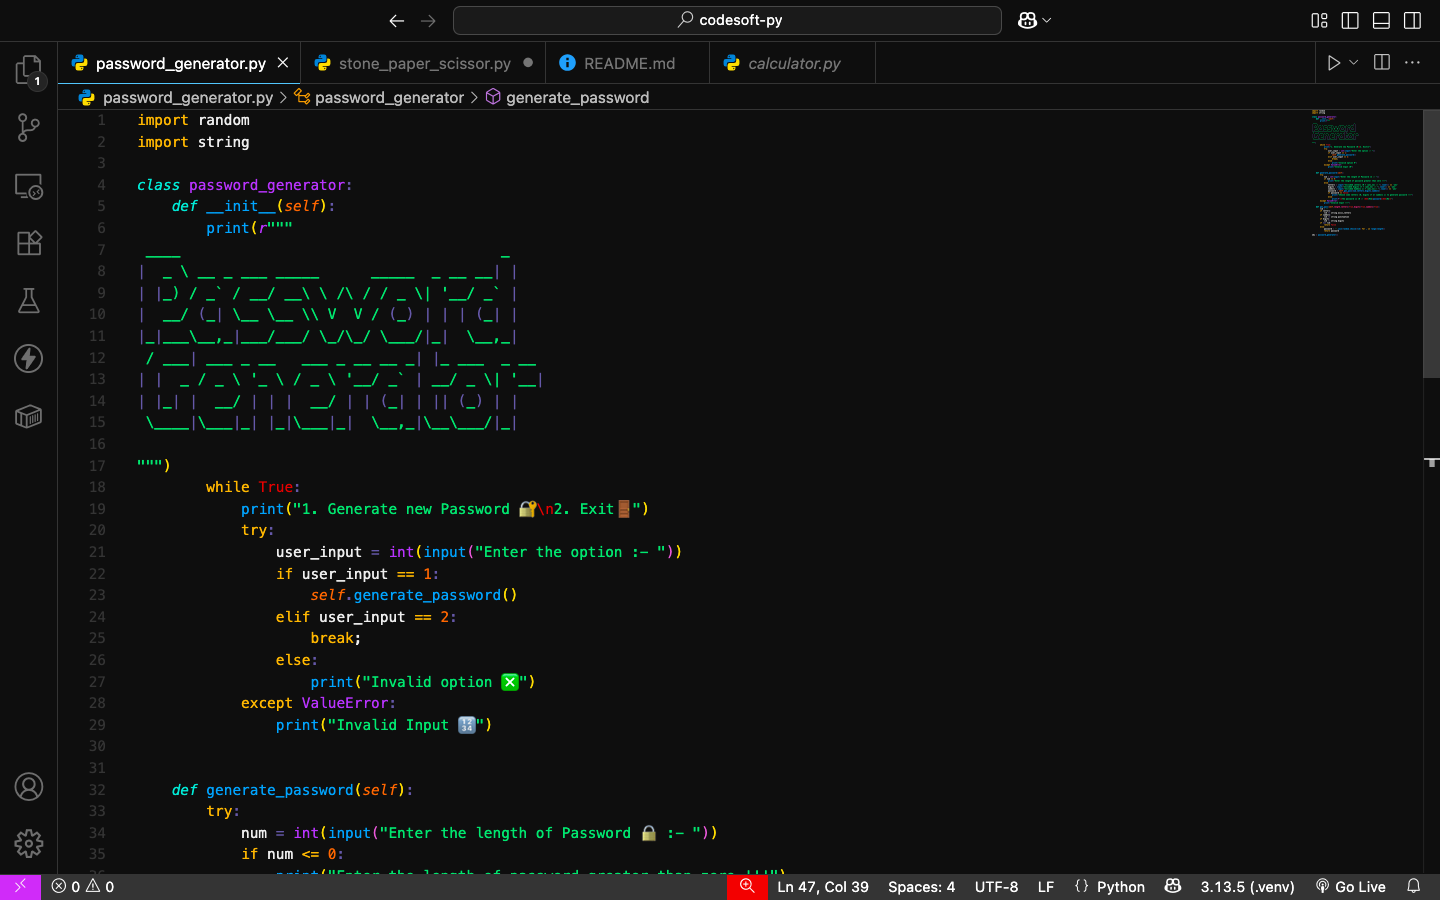 codesoft-py
1
password_generator.py
stone_paper_scissor.py
README.md
calculator.py
password_generator.py > password_generator > generate_password
1 import random
2 import string
3
4 class password_generator:
5     def __init__(self):
6         print(r"""
7  ____                                     _
8 |  _ \ __ _ ___ _____      _____  _ __ __| |
9 | |_) / _` / __/ __\ \ /\ / / _ \| '__/ _` |
10 |  __/ (_| \__ \__ \\ V  V / (_) | | | (_| |
11 |_|___\__,_|___/___/ \_/\_/ \___/|_|  \__,_|
12  / ___| ___ _ __   ___ _ __ __ _| |_ ___  _ __
13 | |  _ / _ \ '_ \ / _ \ '__/ _` | __/ _ \| '__|
14 | |_| |  __/ | | |  __/ | | (_| | || (_) | |
15  \____|\___|_| |_|\___|_|  \__,_|\__\___/|_|
16
17 """)
18         while True:
19             print("1. Generate new Password 🔐\n2. Exit🚪")
20             try:
21                 user_input = int(input("Enter the option :- "))
22                 if user_input == 1:
23                     self.generate_password()
24                 elif user_input == 2:
25                     break;
26                 else:
27                     print("Invalid option ❎")
28             except ValueError:
29                 print("Invalid Input 🔢")
30
31
32     def generate_password(self):
33         try:
34             num = int(input("Enter the length of Password 🔒 :- "))
35             if num <= 0:
0 0
Ln 47, Col 39
Spaces: 4
UTF-8
LF
{} Python
3.13.5 (.venv)
Go Live